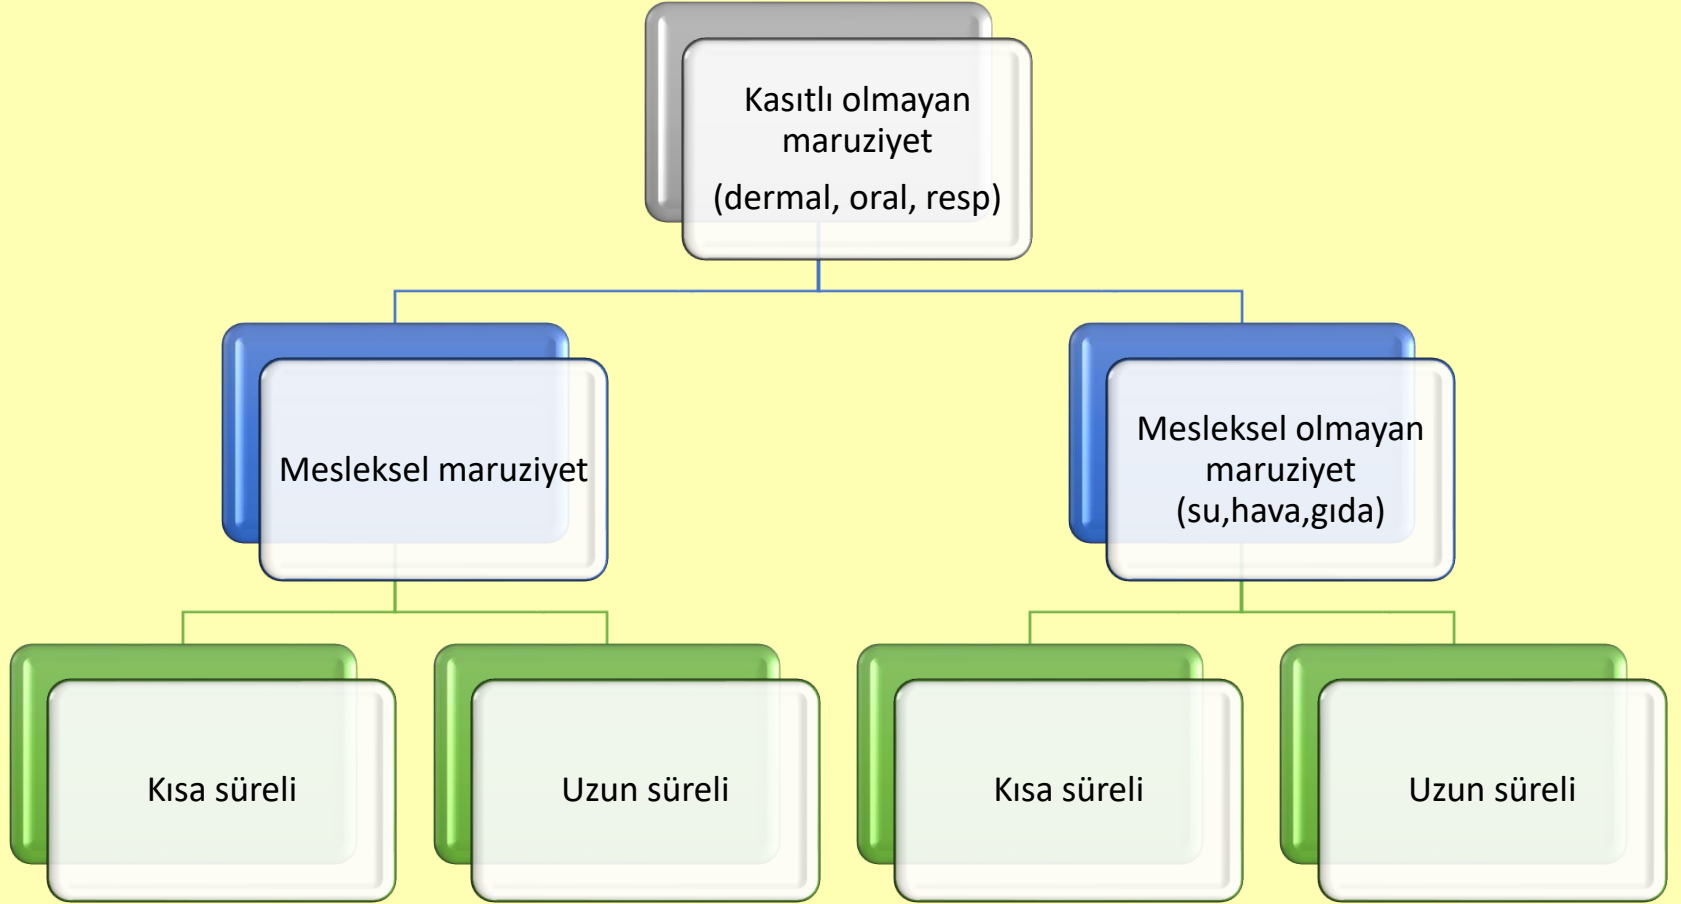 Kasıtlı olmayan
maruziyet
(dermal, oral, resp)
Mesleksel maruziyet
Mesleksel olmayan
maruziyet
(su,hava,gıda)
Kısa süreli
Uzun süreli
Kısa süreli
Uzun süreli